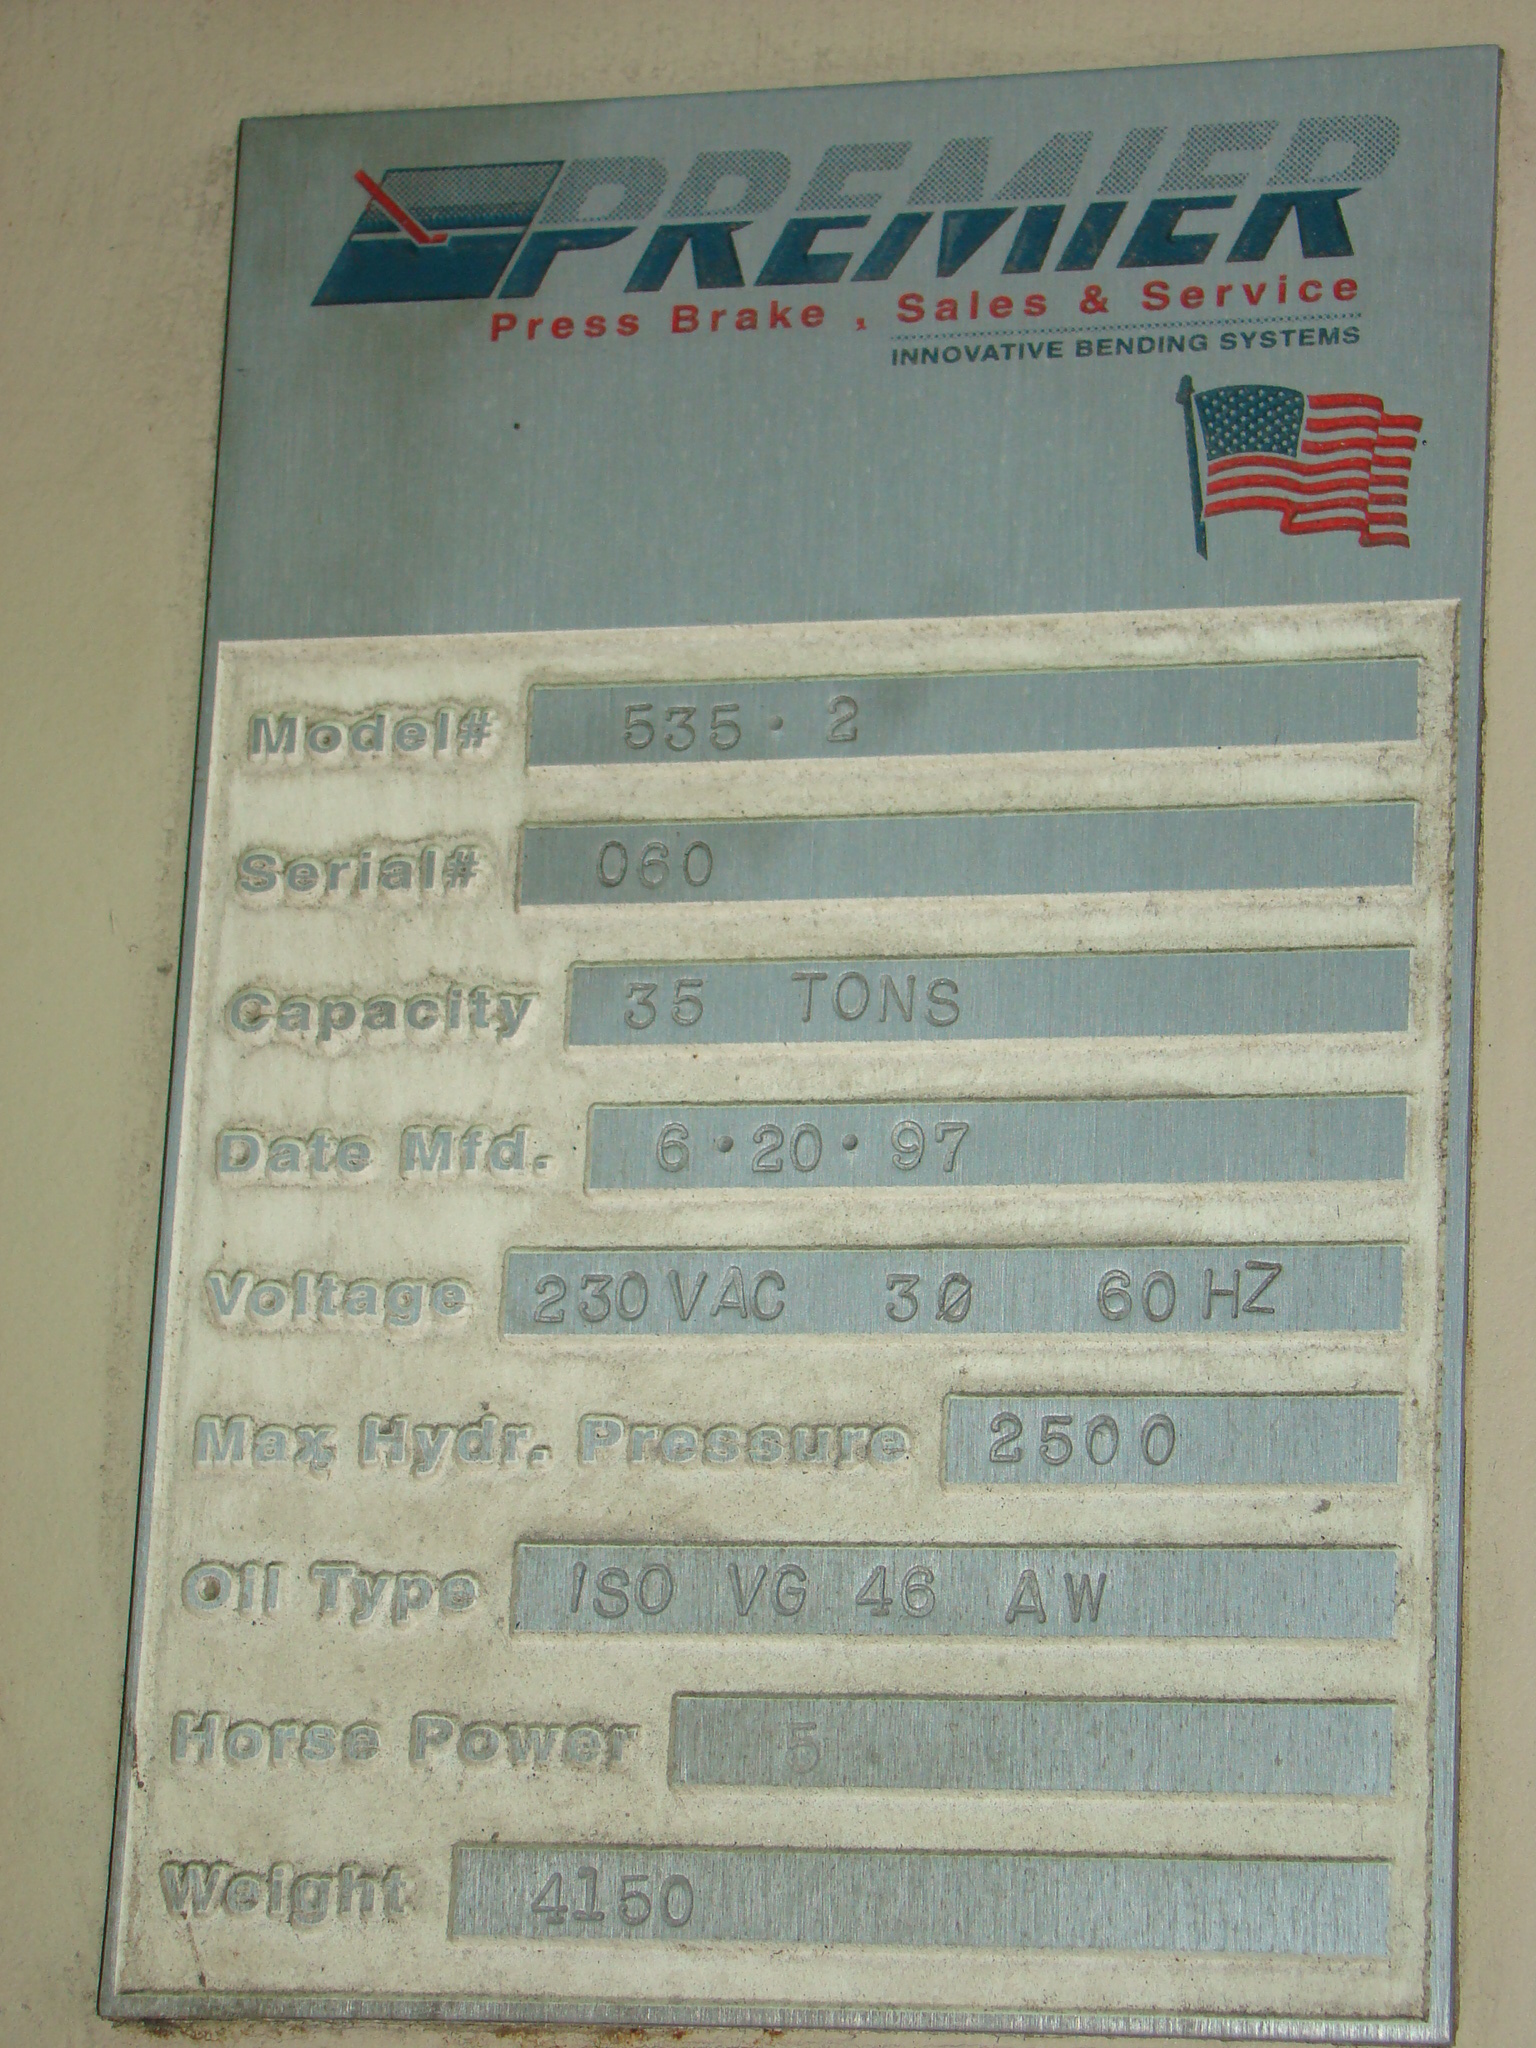 PREMIER
Press Brake, Sales & Service
INNOVATIVE BENDING SYSTEMS
Model# 535 · 2
Serial# 060
Capacity 35 TONS
Date Mfd. 6 · 20 · 97
Voltage 230 VAC 3Ø 60 HZ
Max Hydr. Pressure 2500
Oil Type ISO VG 46 AW
Horse Power 5
Weight 4150